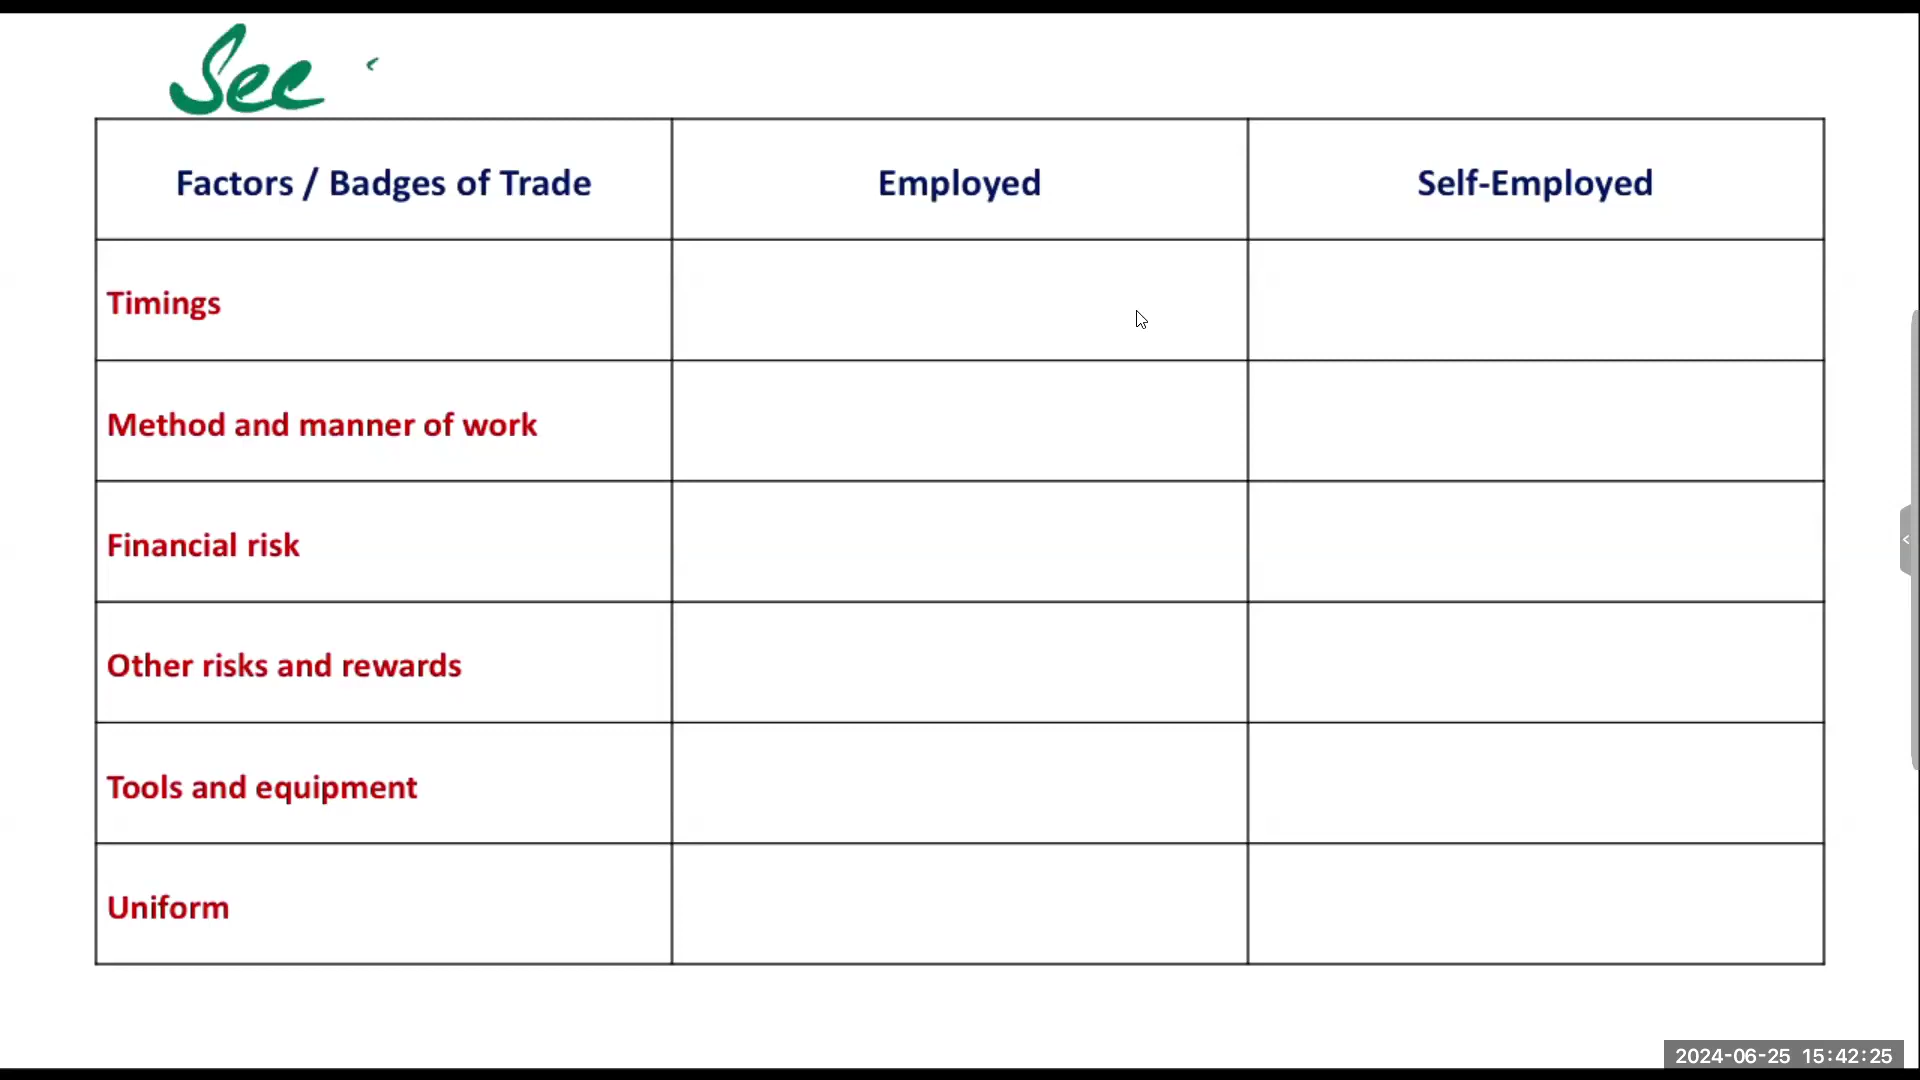 See
Factors / Badges of Trade
Employed
Self-Employed
Timings
Method and manner of work
Financial risk
Other risks and rewards
Tools and equipment
Uniform
2024-06-25 15:42:25